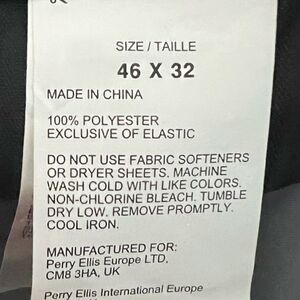 SIZE / TAILLE
46 X 32
MADE IN CHINA
100% POLYESTER
EXCLUSIVE OF ELASTIC
DO NOT USE FABRIC SOFTENERS
OR DRYER SHEETS. MACHINE
WASH COLD WITH LIKE COLORS.
NON-CHLORINE BLEACH. TUMBLE
DRY LOW. REMOVE PROMPTLY.
COOL IRON.
MANUFACTURED FOR:
Perry Ellis Europe LTD,
CM8 3HA, UK
Perry Ellis International Europe